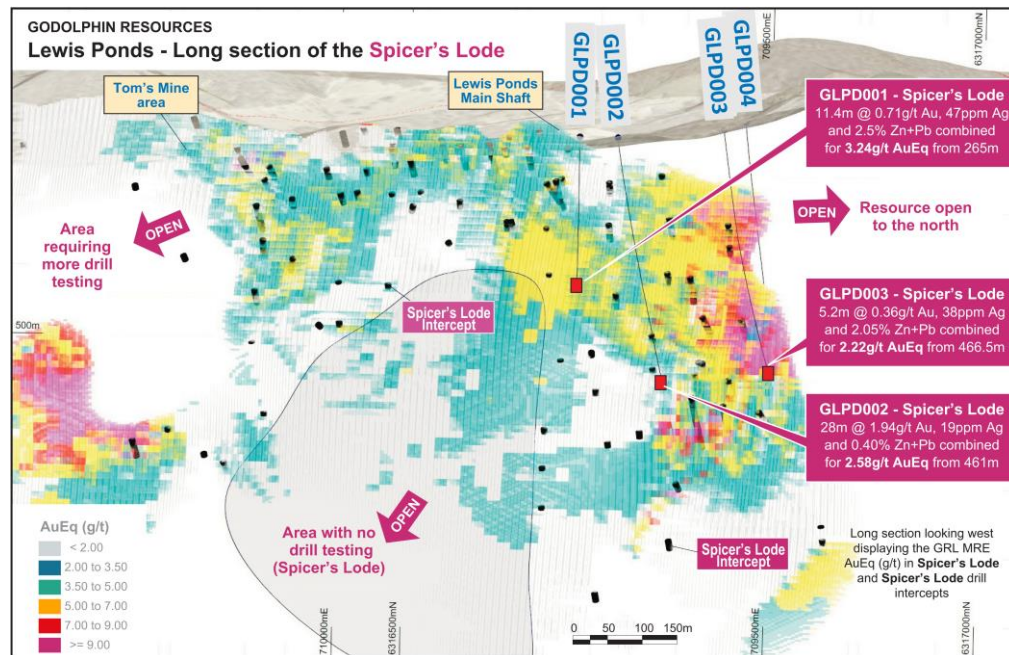 GODOLPHIN RESOURCES
Lewis Ponds - Long section of the Spicer's Lode
Tom's Mine
area
Lewis Ponds
Main Shaft
GLPD001
GLPD002
GLPD003
GLPD004
709500mE
6317000mN
GLPD001 - Spicer's Lode
11.4m @ 0.71g/t Au, 47ppm Ag
and 2.5% Zn+Pb combined
for 3.24g/t AuEq from 265m
OPEN
Area
requiring
more drill
testing
OPEN
Resource open
to the north
Spicer's Lode
Intercept
500m
GLPD003 - Spicer's Lode
5.2m @ 0.36g/t Au, 38ppm Ag
and 2.05% Zn+Pb combined
for 2.22g/t AuEq from 466.5m
GLPD002 - Spicer's Lode
28m @ 1.94g/t Au, 19ppm Ag
and 0.40% Zn+Pb combined
for 2.58g/t AuEq from 461m
OPEN
Area with no
drill testing
(Spicer's Lode)
Spicer's Lode
Intercept
Long section looking west
displaying the GRL MRE
AuEq (g/t) in Spicer's Lode
and Spicer's Lode drill
intercepts
AuEq (g/t)
< 2.00
2.00 to 3.50
3.50 to 5.00
5.00 to 7.00
7.00 to 9.00
>= 9.00
710000mE
6316500mN
0 50 100 150m
709500mE
6317000mN